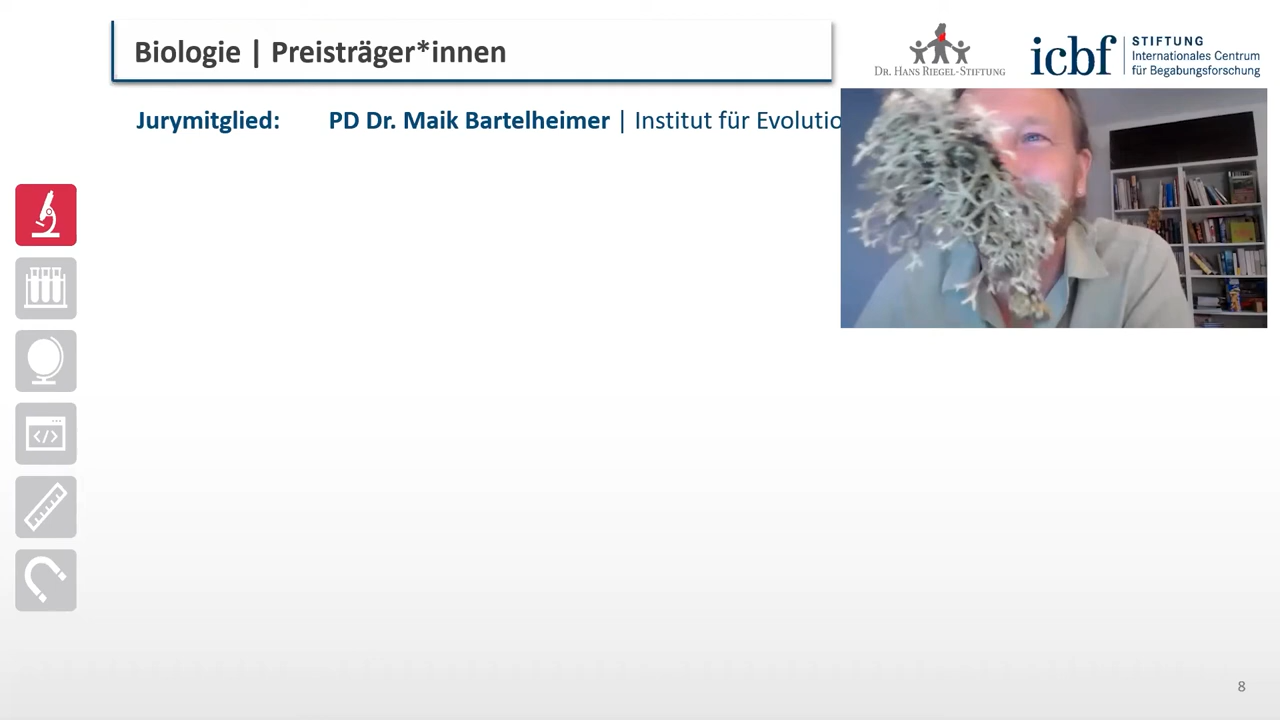 Biologie | Preisträger*innen
DR. HANS RIEGEL-STIFTUNG
icbf
STIFTUNG
Internationales Centrum
für Begabungsforschung
Jurymitglied: PD Dr. Maik Bartelheimer | Institut für Evolutio
</>
8